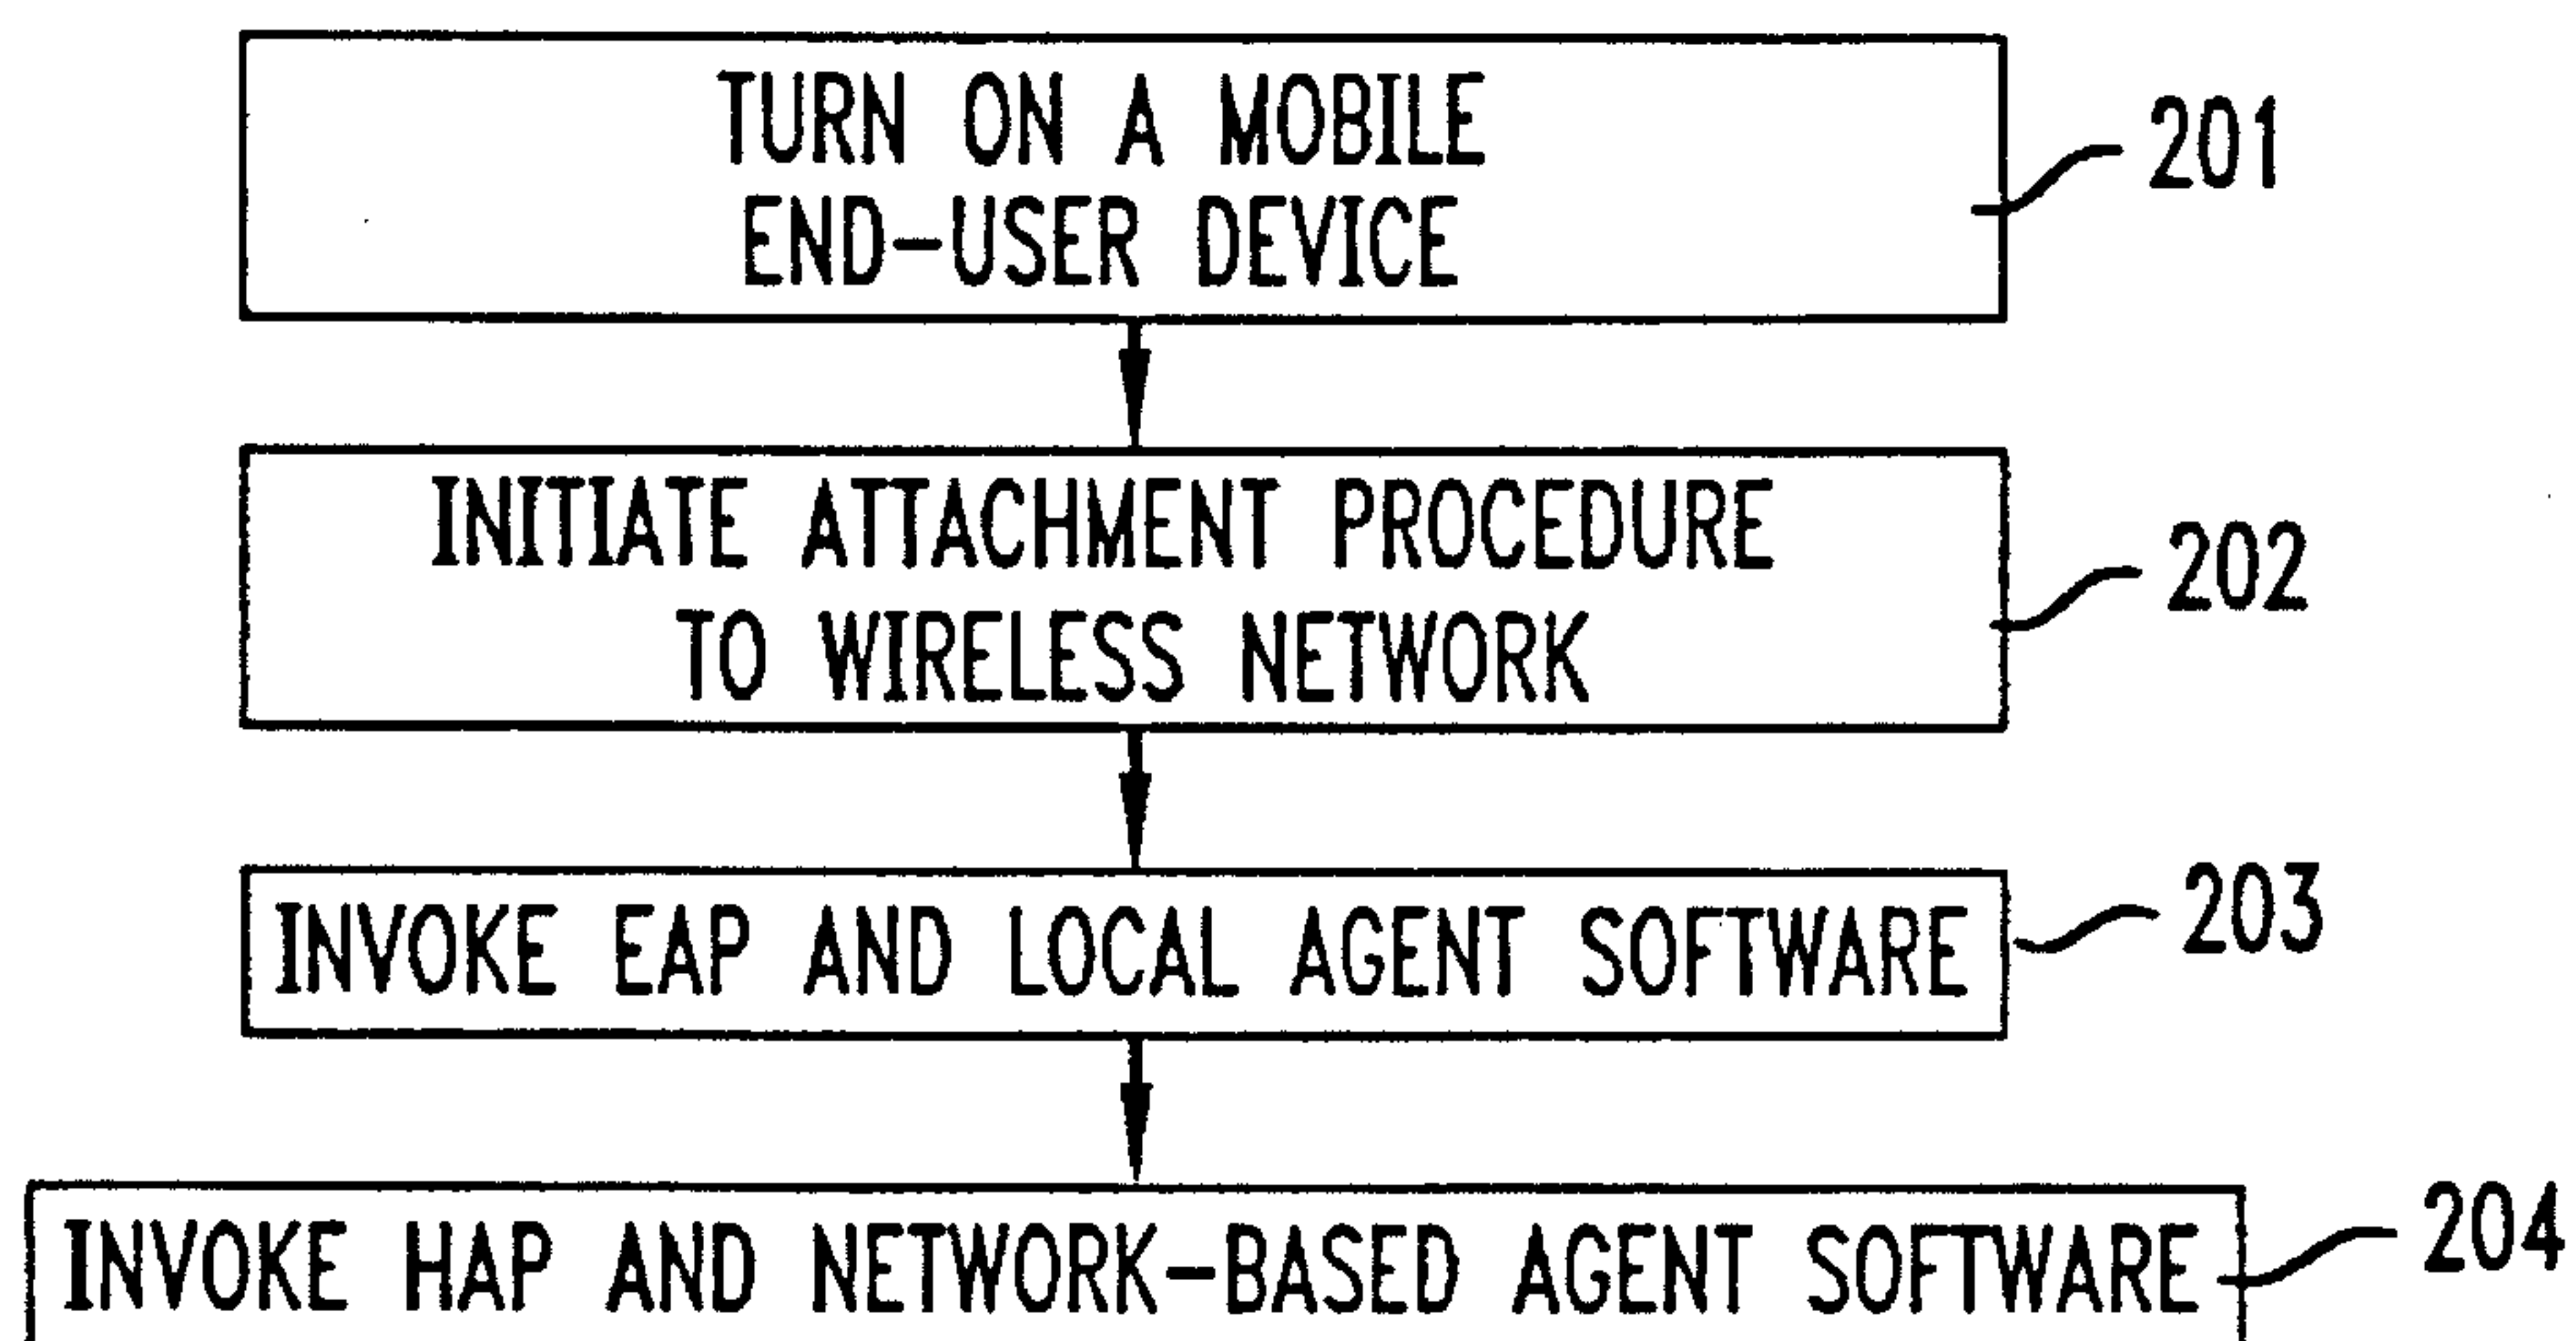 TURN ON A MOBILE
END-USER DEVICE
201
INITIATE ATTACHMENT PROCEDURE
TO WIRELESS NETWORK
202
INVOKE EAP AND LOCAL AGENT SOFTWARE
203
INVOKE HAP AND NETWORK-BASED AGENT SOFTWARE
204